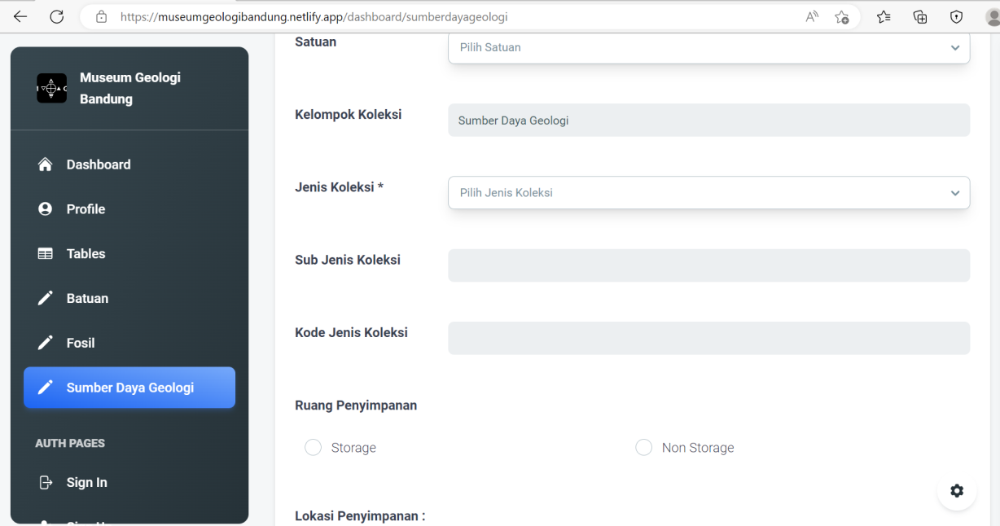 https://museumgeologibandung.netlify.app/dashboard/sumberdayageologi
Museum Geologi
Bandung
Dashboard
Profile
Tables
Batuan
Fosil
Sumber Daya Geologi
AUTH PAGES
Sign In
Satuan
Pilih Satuan
Kelompok Koleksi
Sumber Daya Geologi
Jenis Koleksi *
Pilih Jenis Koleksi
Sub Jenis Koleksi
Kode Jenis Koleksi
Ruang Penyimpanan
Storage
Non Storage
Lokasi Penyimpanan :